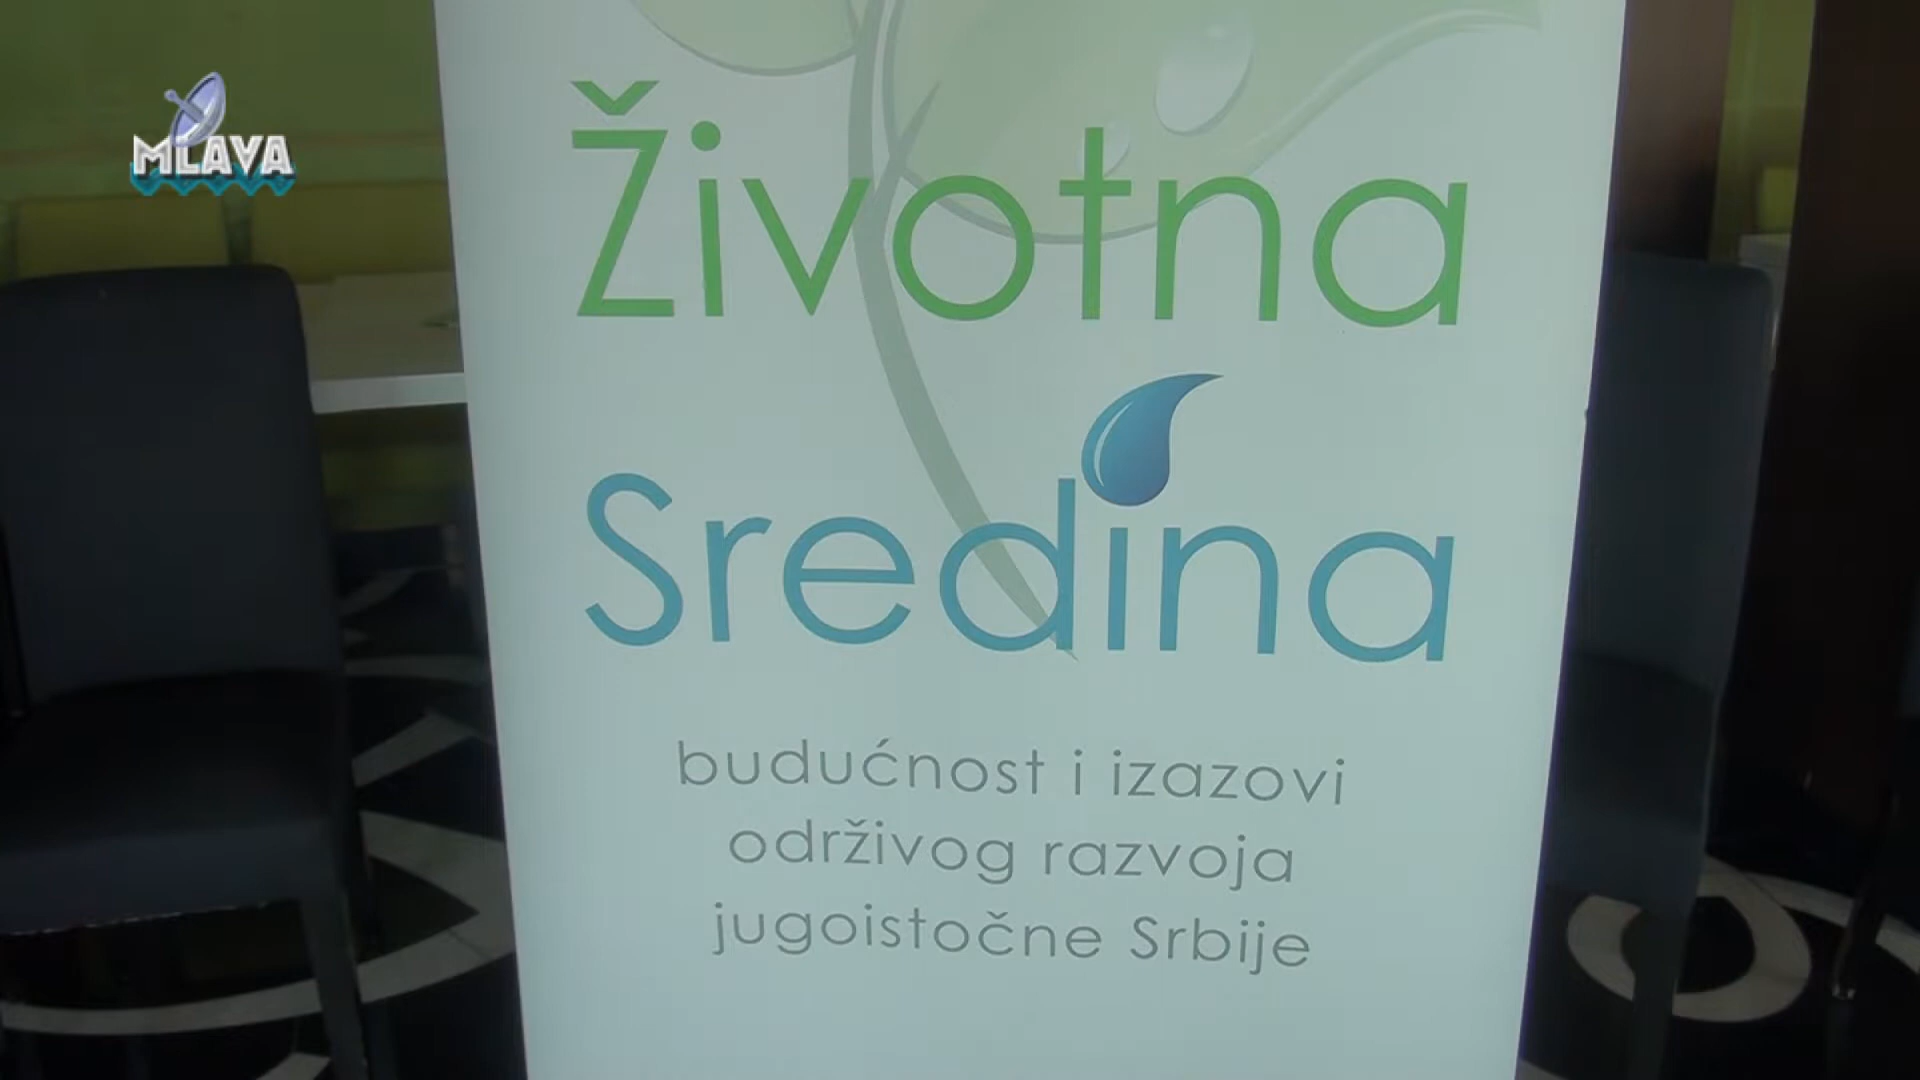 MLAVA
Životna
Sredina
budućnost i izazovi
održivog razvoja
jugoistočne Srbije